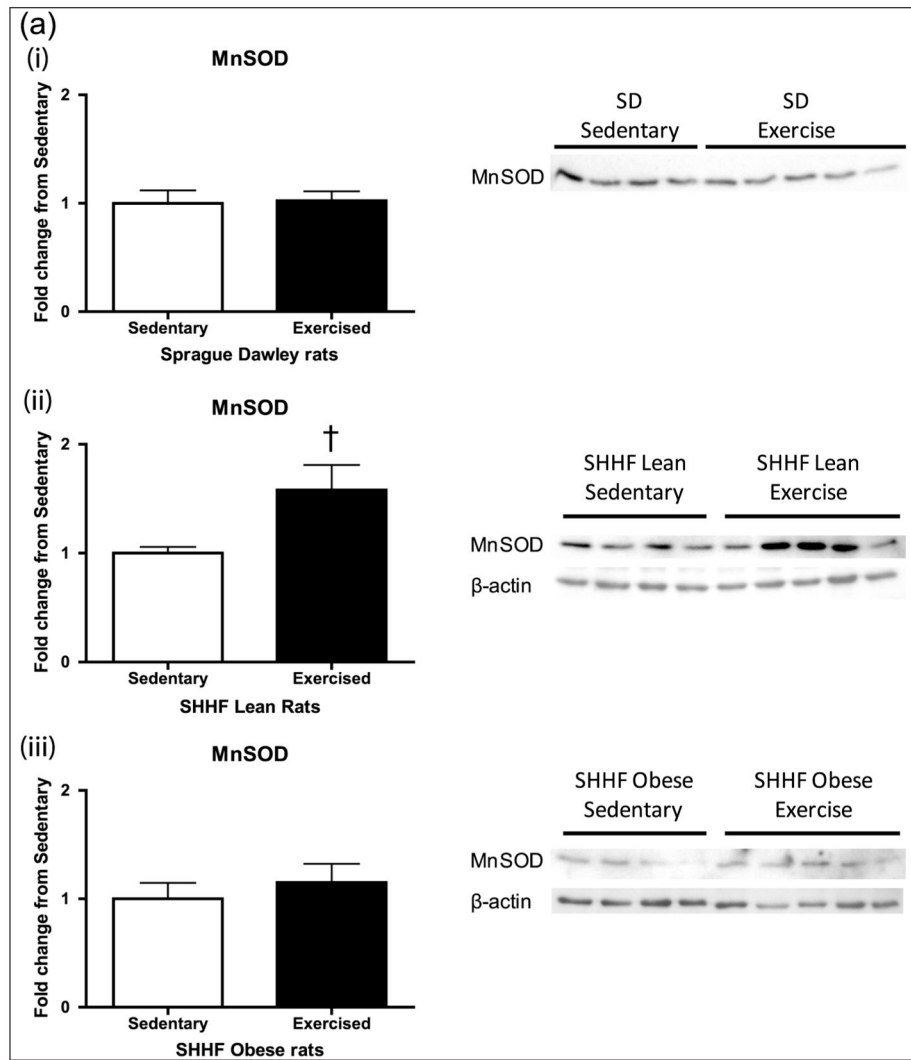 (a)
(i)
MnSOD
Fold change from Sedentary
2
1
0
Sedentary Exercised
Sprague Dawley rats
SD Sedentary
SD Exercise
MnSOD
(ii)
MnSOD
Fold change from Sedentary
2
1
0
†
Sedentary Exercised
SHHF Lean Rats
SHHF Lean Sedentary
SHHF Lean Exercise
MnSOD
β-actin
(iii)
MnSOD
Fold change from Sedentary
2
1
0
Sedentary Exercised
SHHF Obese rats
SHHF Obese Sedentary
SHHF Obese Exercise
MnSOD
β-actin